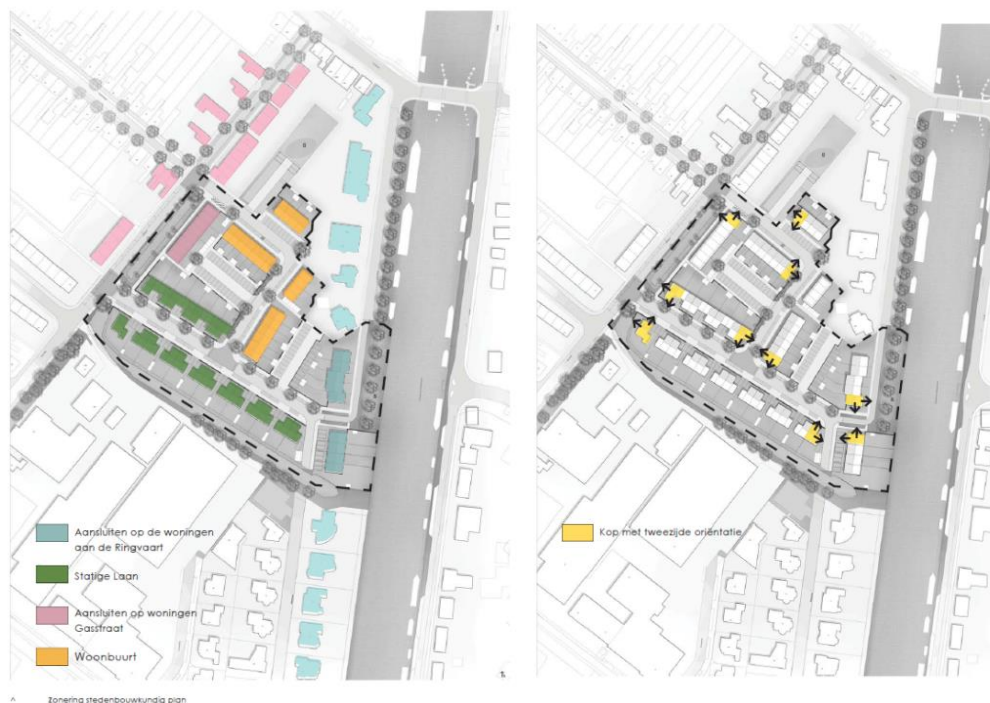 Aansluiten op de woningen
aan de Ringvaart
Statige Laan
Aansluiten op woningen
Gasstraat
Woonbuurt
Kop met tweezijde oriëntatie
^ Zonering stedenbouwkundig plan